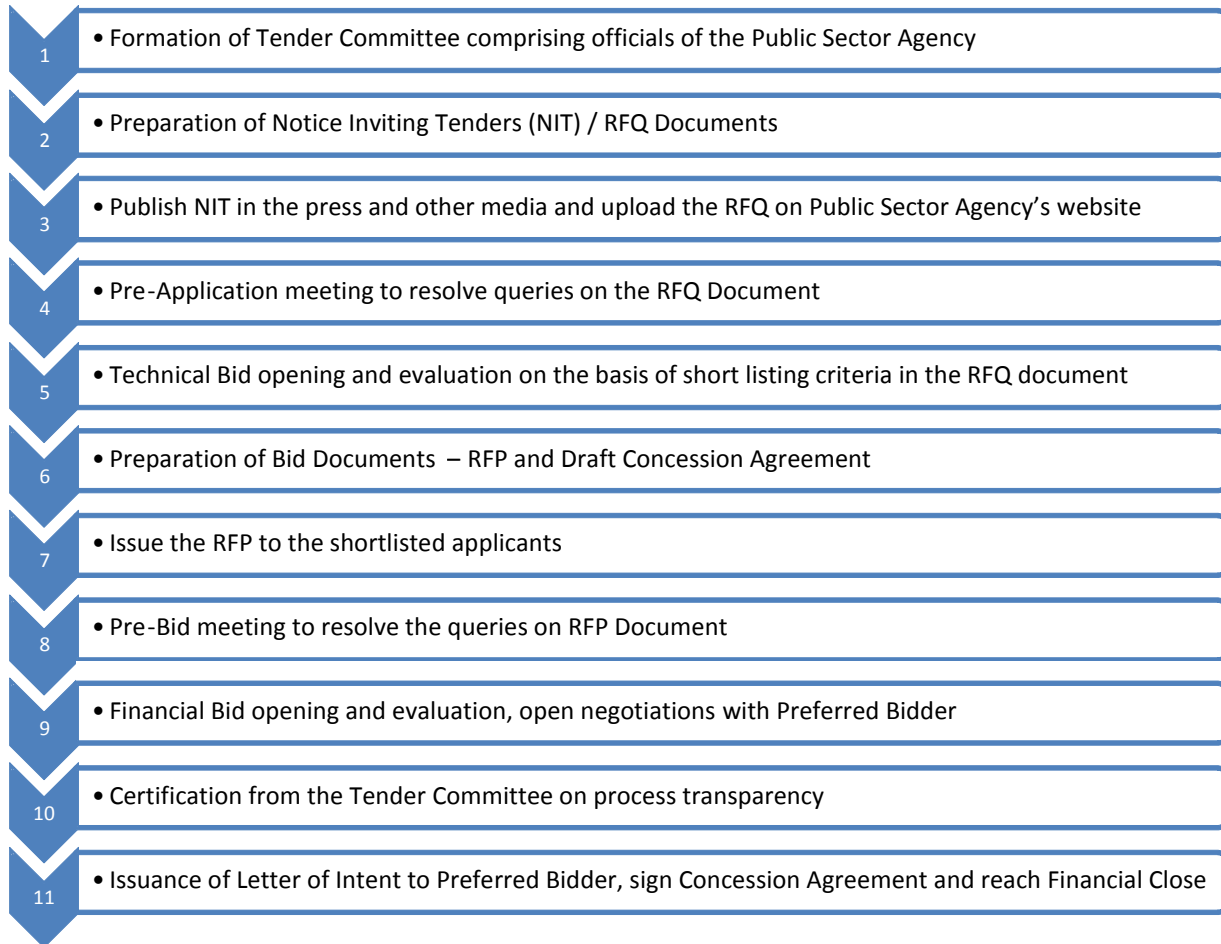 1
• Formation of Tender Committee comprising officials of the Public Sector Agency
2
• Preparation of Notice Inviting Tenders (NIT) / RFQ Documents
3
• Publish NIT in the press and other media and upload the RFQ on Public Sector Agency’s website
4
• Pre-Application meeting to resolve queries on the RFQ Document
5
• Technical Bid opening and evaluation on the basis of short listing criteria in the RFQ document
6
• Preparation of Bid Documents – RFP and Draft Concession Agreement
7
• Issue the RFP to the shortlisted applicants
8
• Pre-Bid meeting to resolve the queries on RFP Document
9
• Financial Bid opening and evaluation, open negotiations with Preferred Bidder
10
• Certification from the Tender Committee on process transparency
11
• Issuance of Letter of Intent to Preferred Bidder, sign Concession Agreement and reach Financial Close